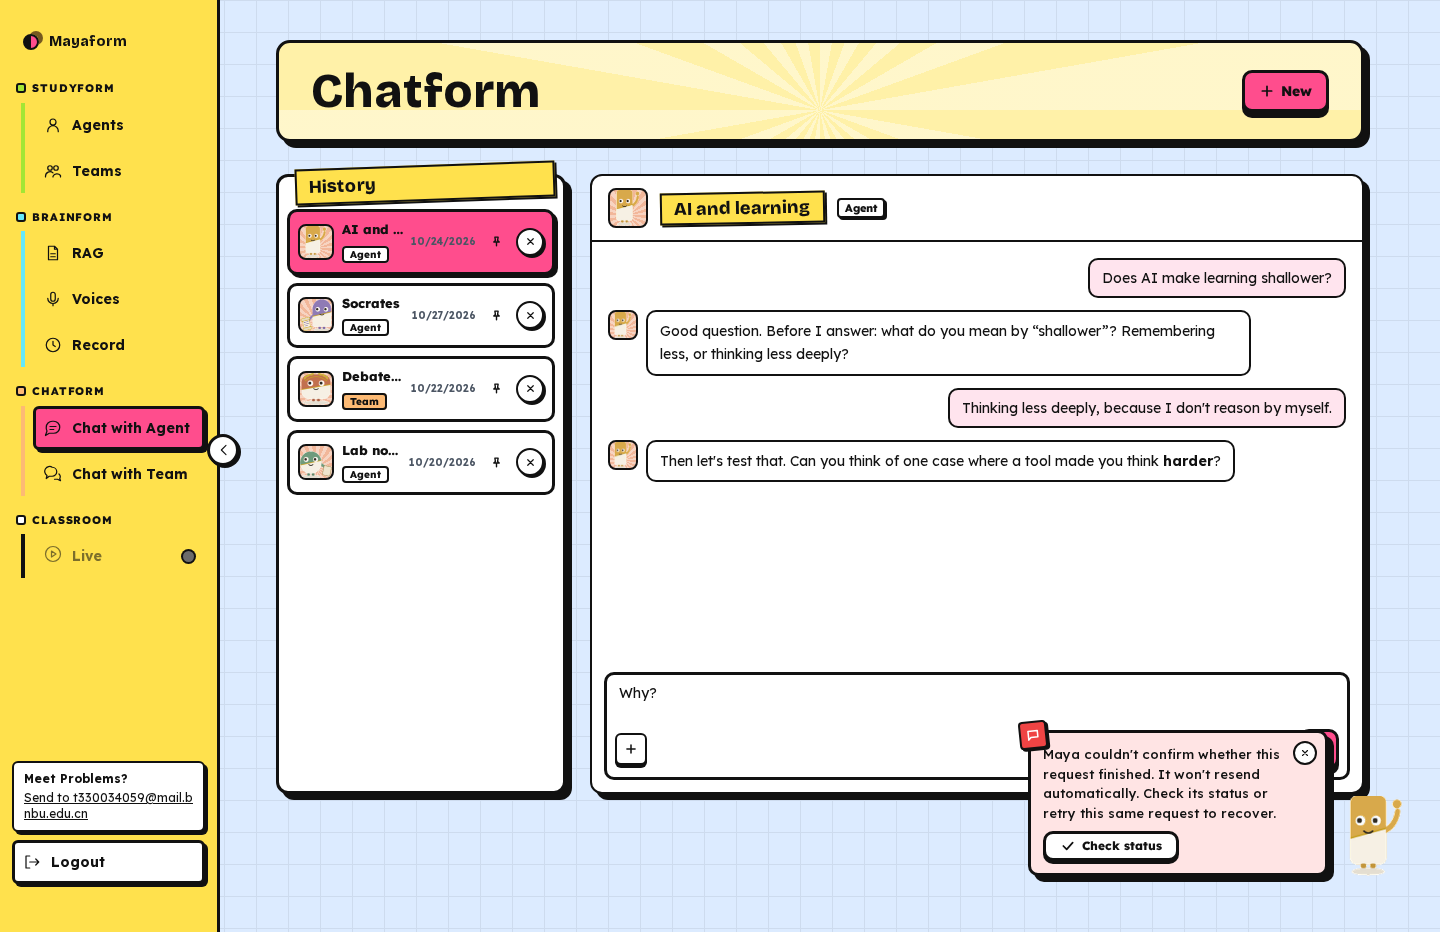 Mayaform
STUDYFORM
Agents
Teams
BRAINFORM
RAG
Voices
Record
CHATFORM
Chat with Agent
Chat with Team
CLASSROOM
Live
Meet Problems?
Send to t330034059@mail.b
nbu.edu.cn
Logout
Chatform
New
History
AI and ...
Agent
10/24/2026
Socrates
Agent
10/27/2026
Debate...
Team
10/22/2026
Lab no...
Agent
10/20/2026
AI and learning
Agent
Does AI make learning shallower?
Good question. Before I answer: what do you mean by “shallower”? Remembering
less, or thinking less deeply?
Thinking less deeply, because I don't reason by myself.
Then let's test that. Can you think of one case where a tool made you think harder?
Why?
Maya couldn't confirm whether this
request finished. It won't resend
automatically. Check its status or
retry this same request to recover.
Check status